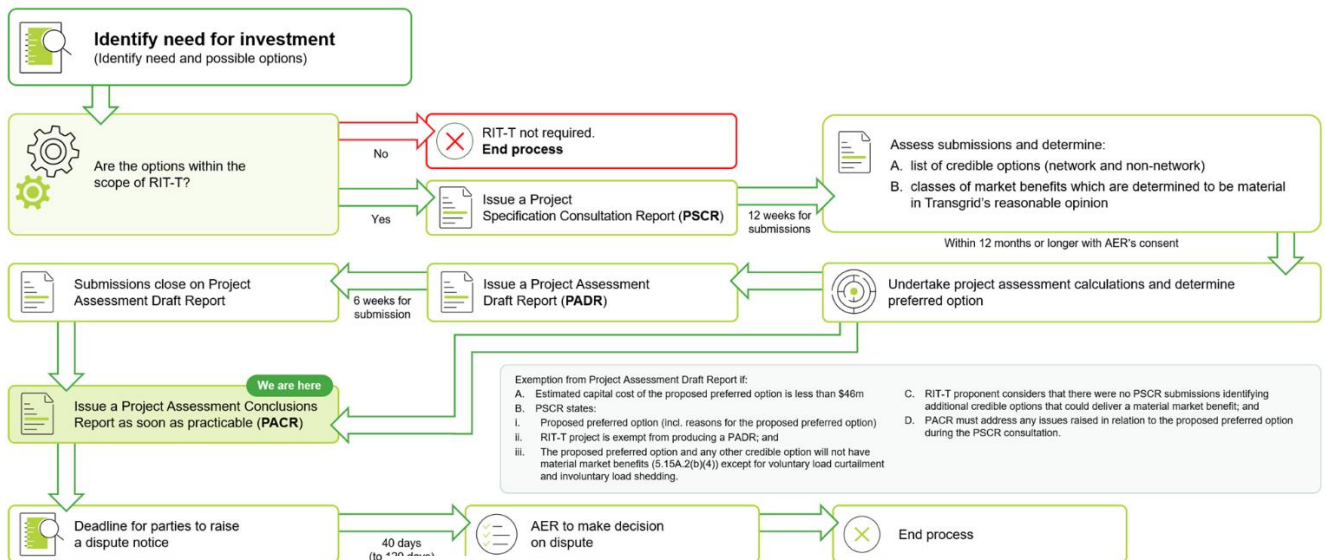 Identify need for investment
(Identify need and possible options)
Are the options within the
scope of RIT-T?
No
RIT-T not required.
End process
Yes
Issue a Project
Specification Consultation Report (PSCR)
12 weeks for
submissions
Assess submissions and determine:
A. list of credible options (network and non-network)
B. classes of market benefits which are determined to be material
in Transgrid's reasonable opinion
Within 12 months or longer with AER's consent
Undertake project assessment calculations and determine
preferred option
Issue a Project Assessment
Draft Report (PADR)
6 weeks for
submission
Submissions close on Project
Assessment Draft Report
We are here
Issue a Project Assessment Conclusions
Report as soon as practicable (PACR)
Exemption from Project Assessment Draft Report if:
A. Estimated capital cost of the proposed preferred option is less than $46m
B. PSCR states:
i. Proposed preferred option (incl. reasons for the proposed preferred option)
ii. RIT-T project is exempt from producing a PADR; and
iii. The proposed preferred option and any other credible option will not have
material market benefits (5.15A.2(b)(4)) except for voluntary load curtailment
and involuntary load shedding.
C. RIT-T proponent considers that there were no PSCR submissions identifying
additional credible options that could deliver a material market benefit; and
D. PACR must address any issues raised in relation to the proposed preferred option
during the PSCR consultation.
Deadline for parties to raise
a dispute notice
40 days
(to 120 days)
AER to make decision
on dispute
End process